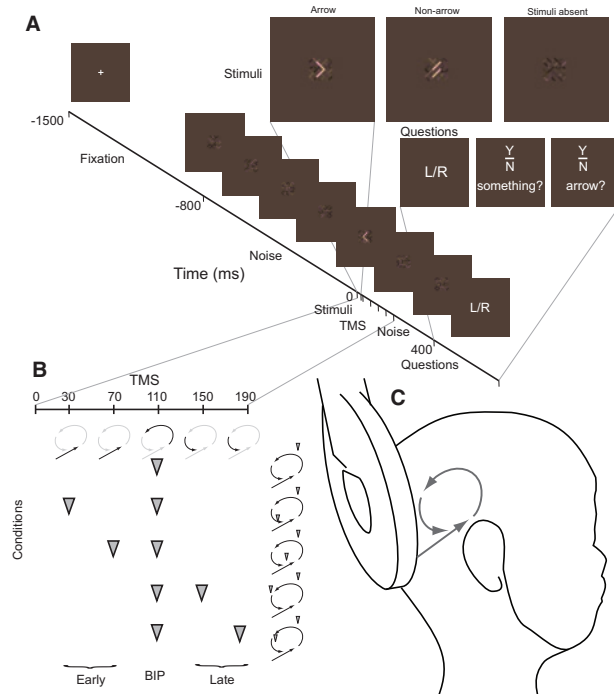 A
Arrow
Non-arrow
Stimuli absent
+
Stimuli
-1500
Fixation
Questions
L/R
Y
N
something?
Y
N
arrow?
-800
Noise
Time (ms)
0
Stimuli
TMS
Noise
L/R
400
Questions
B
TMS
0 30 70 110 150 190
C
Conditions
Early
BIP
Late